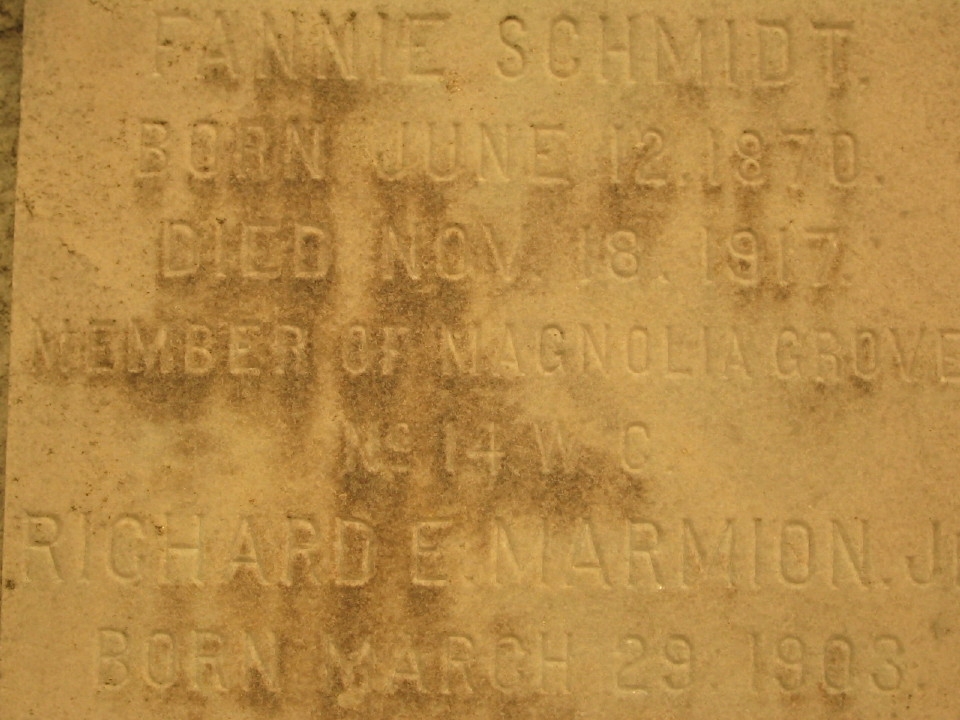 FANNIE SCHMIDT.
BORN JUNE 12.1870.
DIED NOV. 18. 1917.
MEMBER OF MAGNOLIA GROVE
No 14 W. C.
RICHARD E. MARMION. Jr
BORN MARCH 29. 1903.